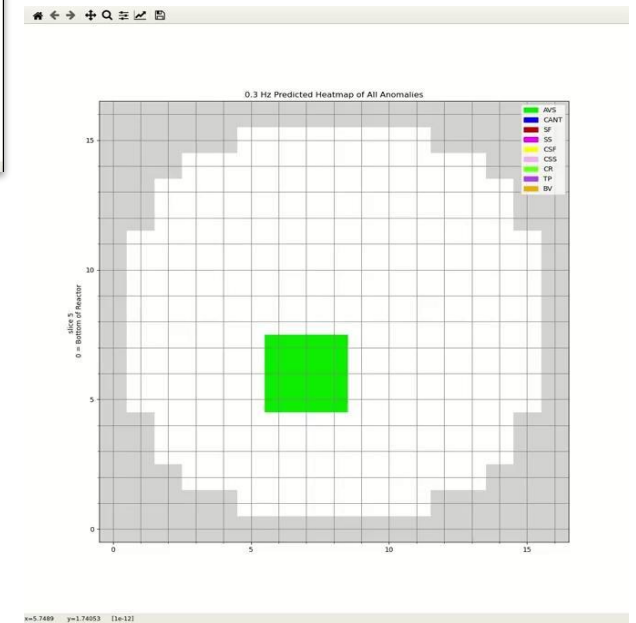 0.3 Hz Predicted Heatmap of All Anomalies
AVS
CANT
SF
SS
CSF
CSS
CR
TP
BV
15
10
5
0
slice 5
0 = Bottom of Reactor
0
5
10
15
x=5.7489 y=1.74053 [1e-12]